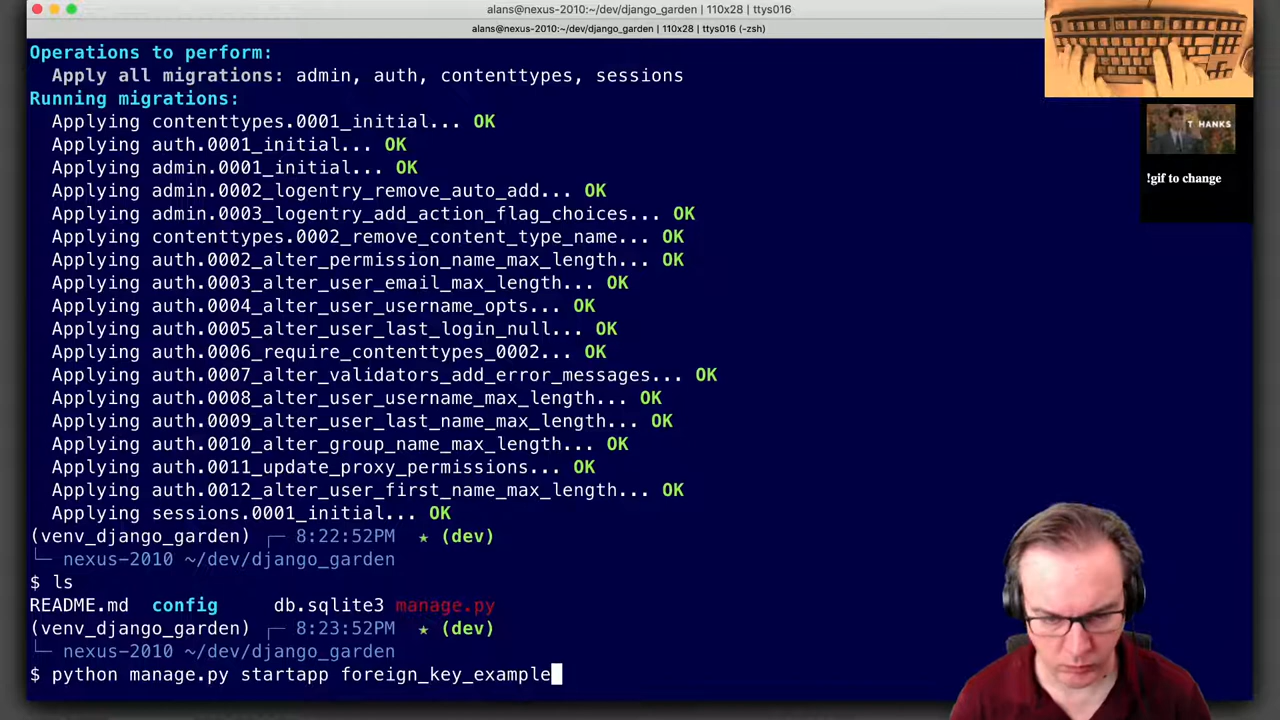 alans@nexus-2010:~/dev/django_garden | 110x28 | ttys016
alans@nexus-2010:~/dev/django_garden | 110x28 | ttys016 (-zsh)
Operations to perform:
Apply all migrations: admin, auth, contenttypes, sessions
Running migrations:
Applying contenttypes.0001_initial... OK
Applying auth.0001_initial... OK
Applying admin.0001_initial... OK
Applying admin.0002_logentry_remove_auto_add... OK
Applying admin.0003_logentry_add_action_flag_choices... OK
Applying contenttypes.0002_remove_content_type_name... OK
Applying auth.0002_alter_permission_name_max_length... OK
Applying auth.0003_alter_user_email_max_length... OK
Applying auth.0004_alter_user_username_opts... OK
Applying auth.0005_alter_user_last_login_null... OK
Applying auth.0006_require_contenttypes_0002... OK
Applying auth.0007_alter_validators_add_error_messages... OK
Applying auth.0008_alter_user_username_max_length... OK
Applying auth.0009_alter_user_last_name_max_length... OK
Applying auth.0010_alter_group_name_max_length... OK
Applying auth.0011_update_proxy_permissions... OK
Applying auth.0012_alter_user_first_name_max_length... OK
Applying sessions.0001_initial... OK
(venv_django_garden) ┌─ 8:22:52PM ★ (dev)
└─ nexus-2010 ~/dev/django_garden
$ ls
README.md config db.sqlite3 manage.py
(venv_django_garden) ┌─ 8:23:52PM ★ (dev)
└─ nexus-2010 ~/dev/django_garden
$ python manage.py startapp foreign_key_example
T HANKS
!gif to change